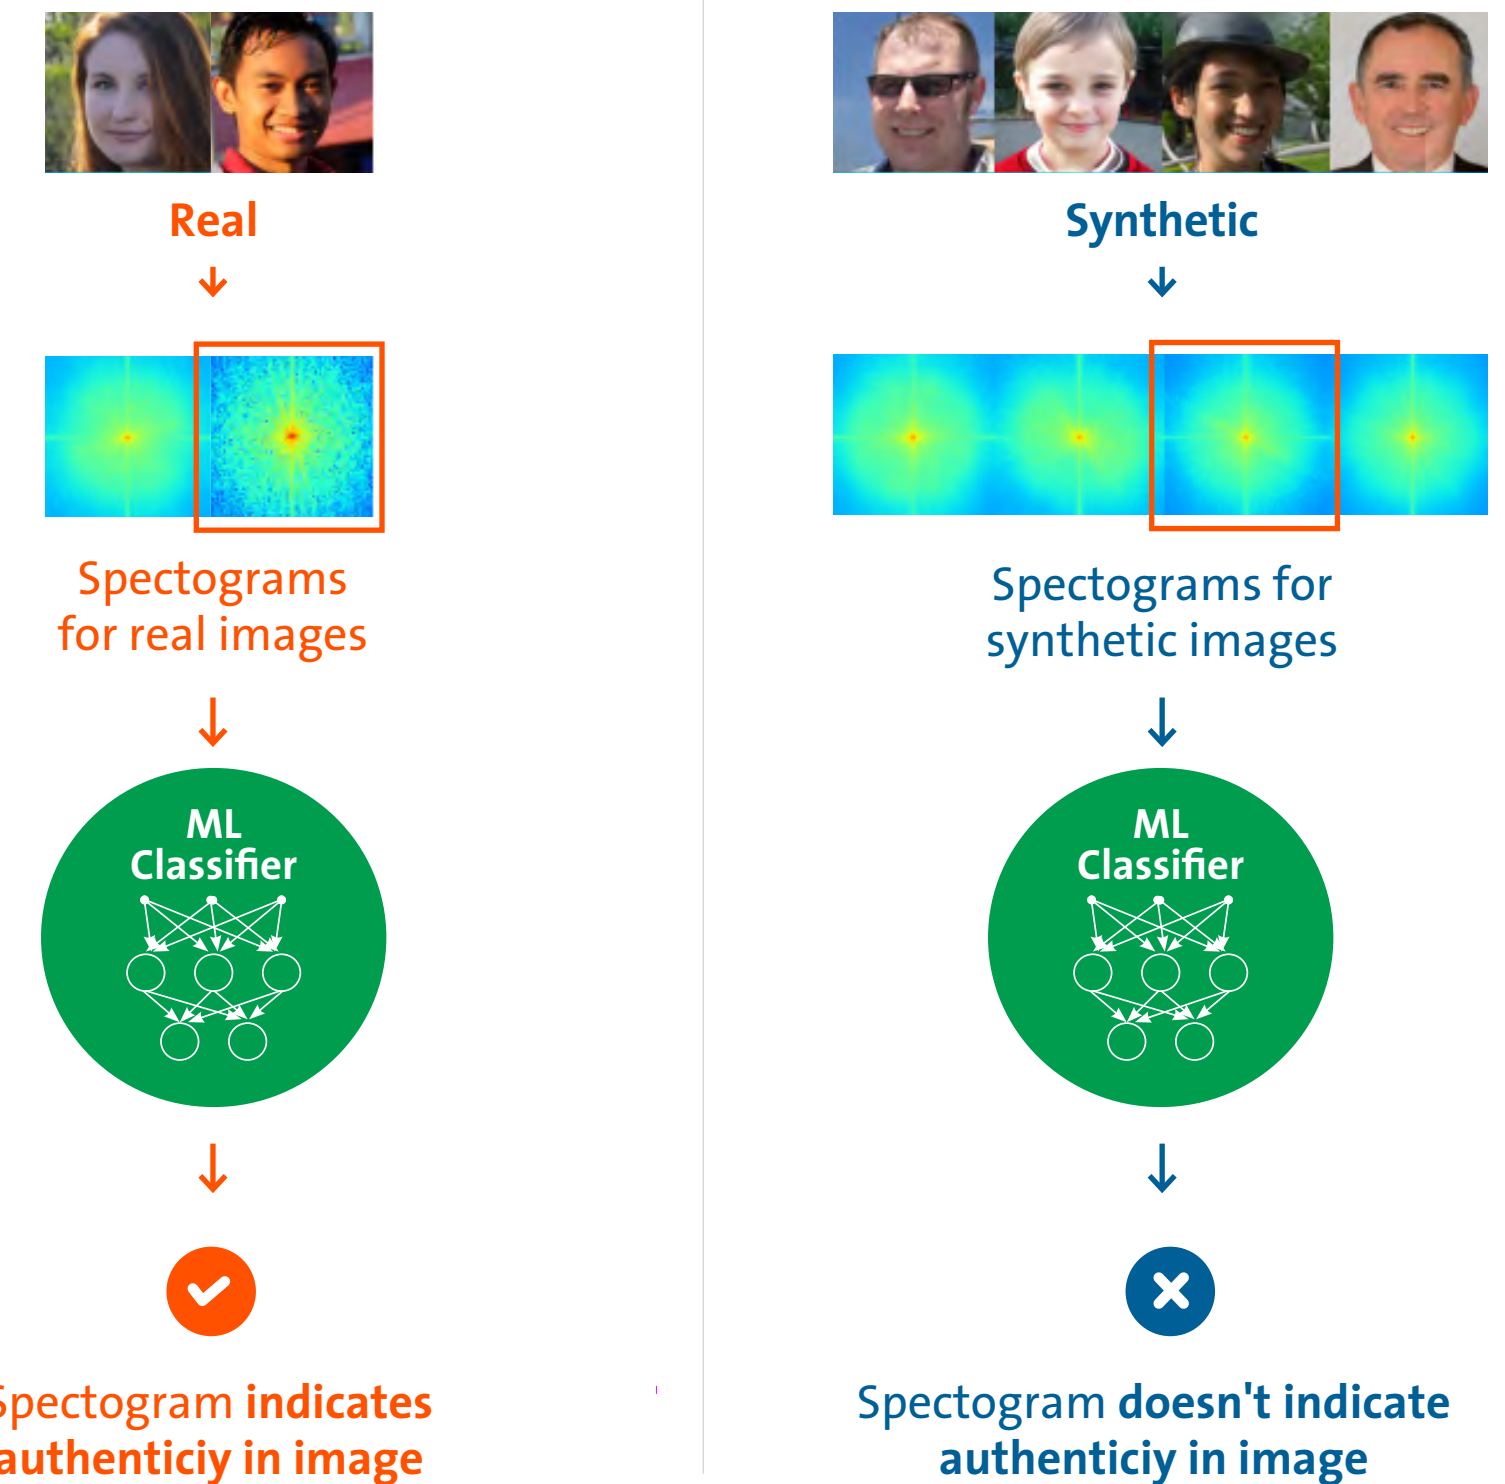 Real
Spectograms
for real images
ML
Classifier
Spectogram indicates
authenticiy in image
Synthetic
Spectograms for
synthetic images
ML
Classifier
Spectogram doesn't indicate
authenticiy in image